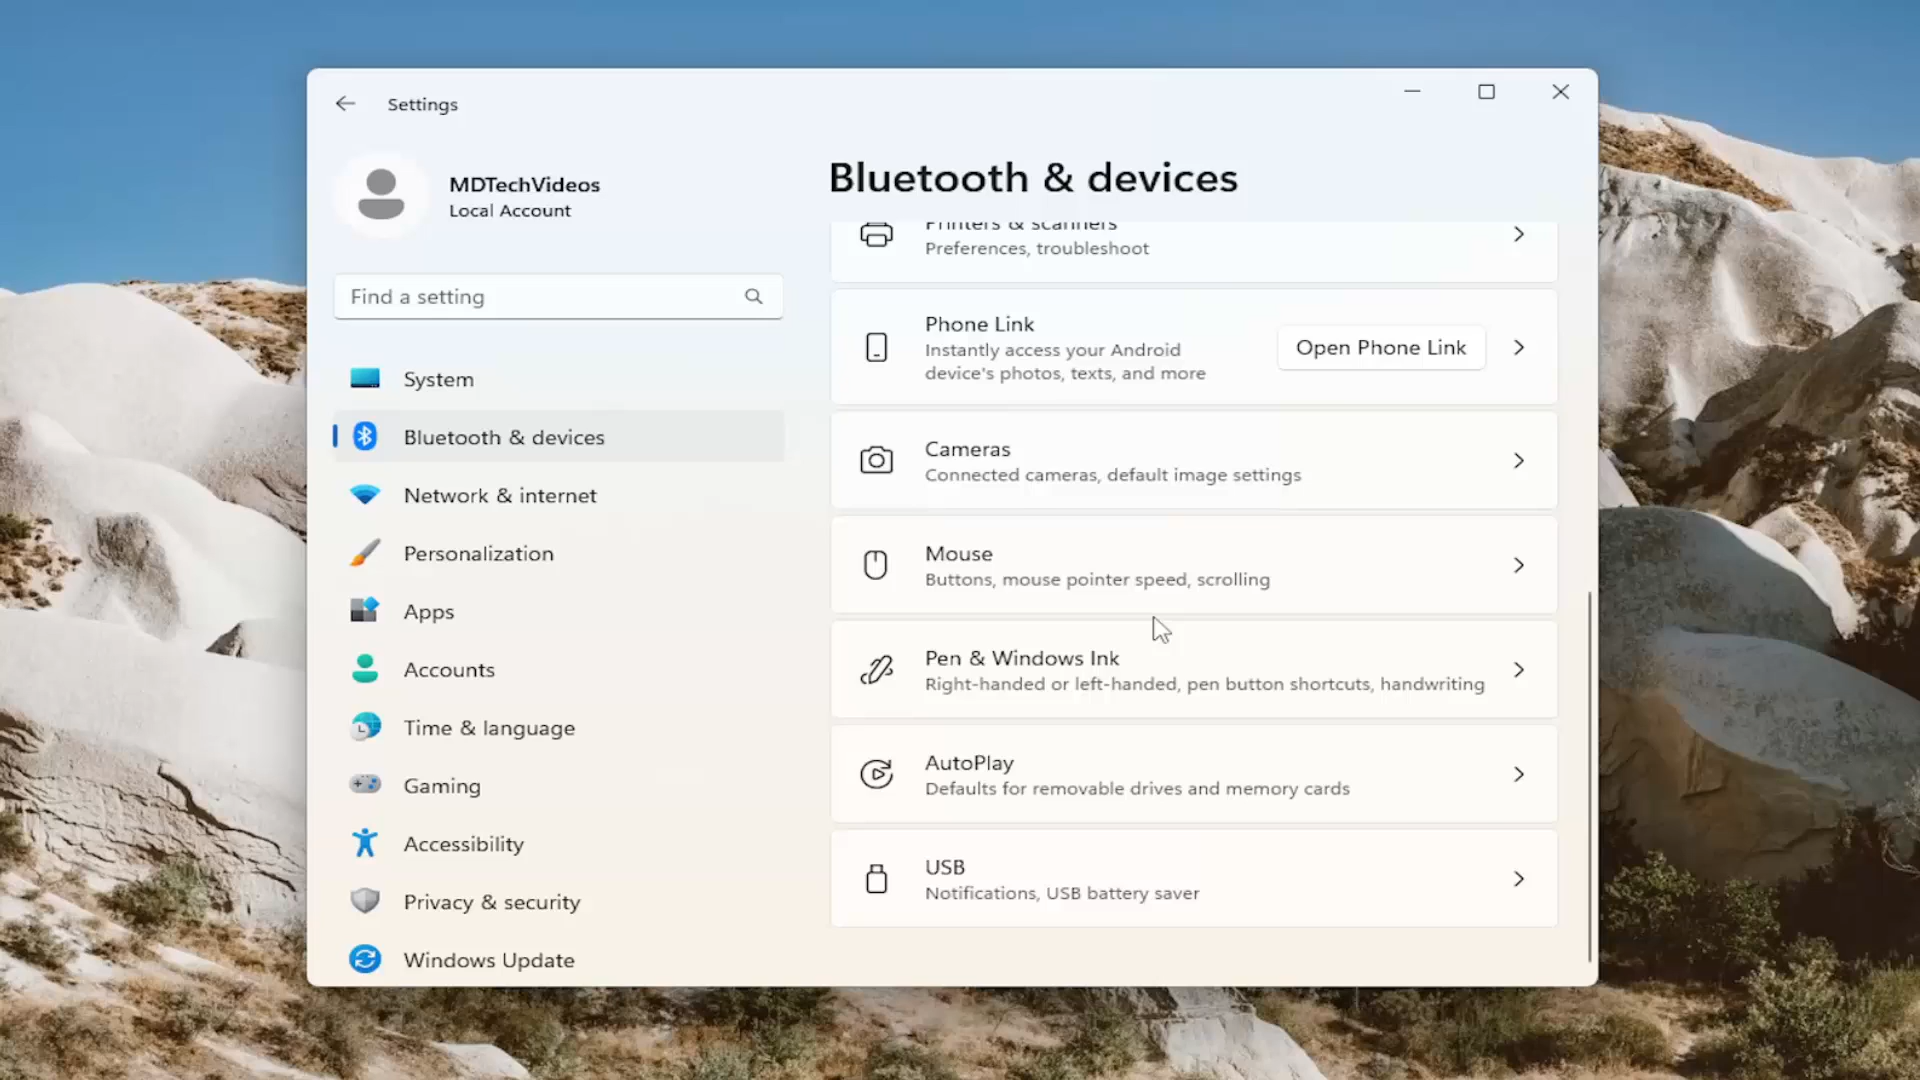 Settings
MDTechVideos
Local Account
Find a setting
System
Bluetooth & devices
Network & internet
Personalization
Apps
Accounts
Time & language
Gaming
Accessibility
Privacy & security
Windows Update
Bluetooth & devices
Printers & scanners
Preferences, troubleshoot
Phone Link
Instantly access your Android
device's photos, texts, and more
Open Phone Link
Cameras
Connected cameras, default image settings
Mouse
Buttons, mouse pointer speed, scrolling
Pen & Windows Ink
Right-handed or left-handed, pen button shortcuts, handwriting
AutoPlay
Defaults for removable drives and memory cards
USB
Notifications, USB battery saver